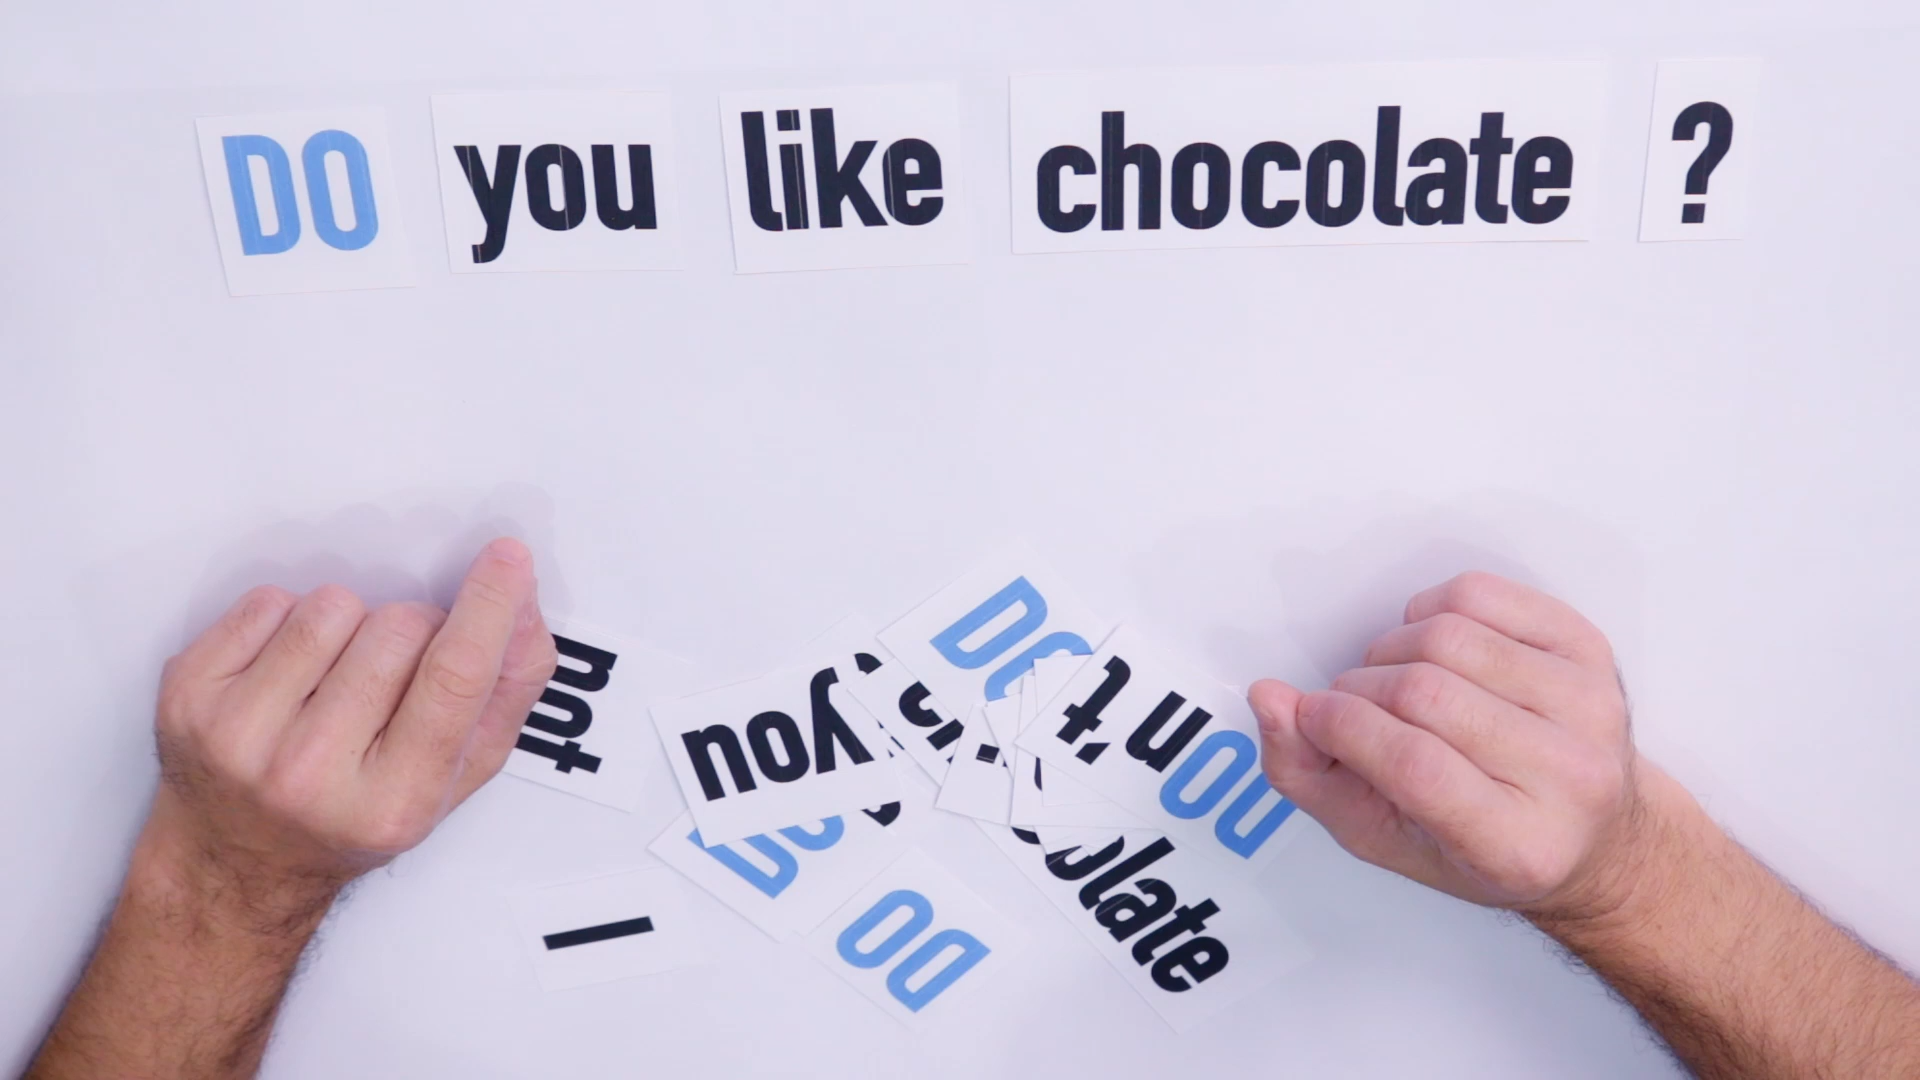 DO you like chocolate ?
DO
not
you
DOn't
DO
olate
I
DO